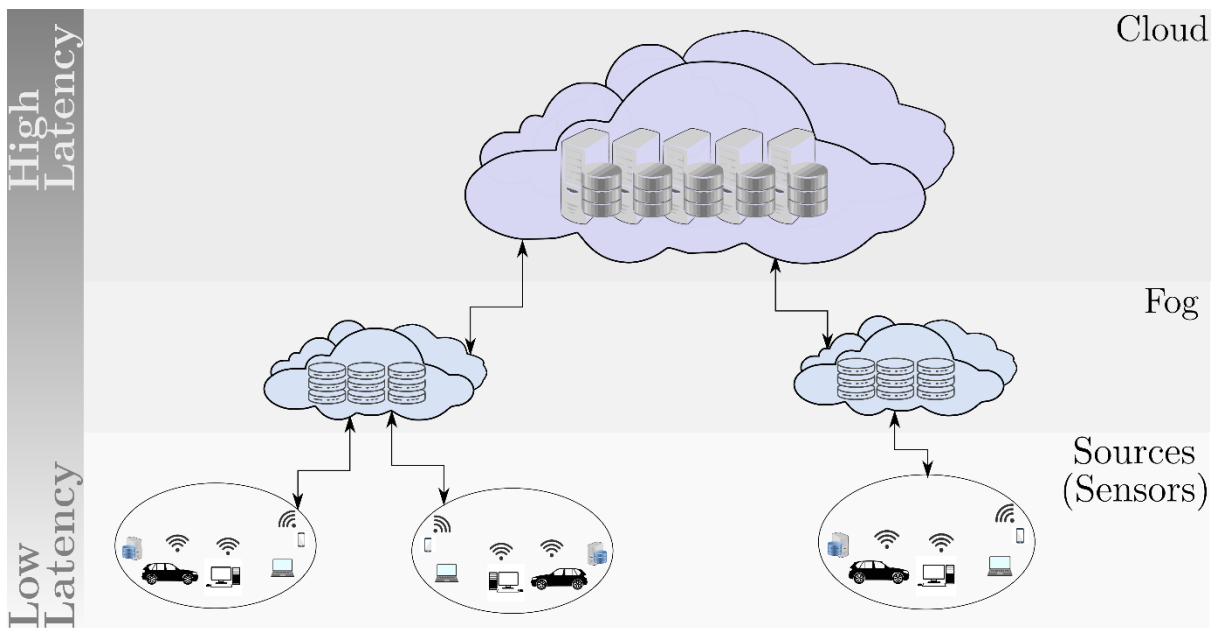 Cloud
High
Latency
Fog
Sources
(Sensors)
Low
Latency